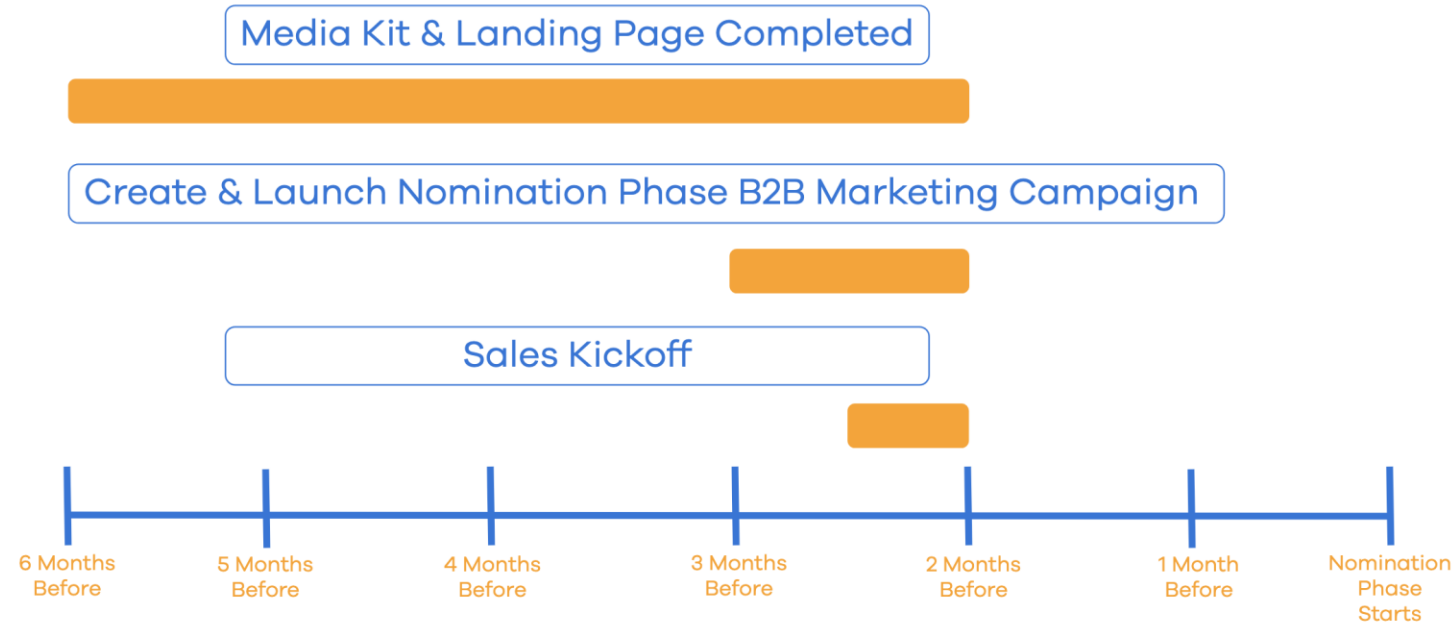 Media Kit & Landing Page Completed
Create & Launch Nomination Phase B2B Marketing Campaign
Sales Kickoff
6 Months
Before
5 Months
Before
4 Months
Before
3 Months
Before
2 Months
Before
1 Month
Before
Nomination
Phase
Starts